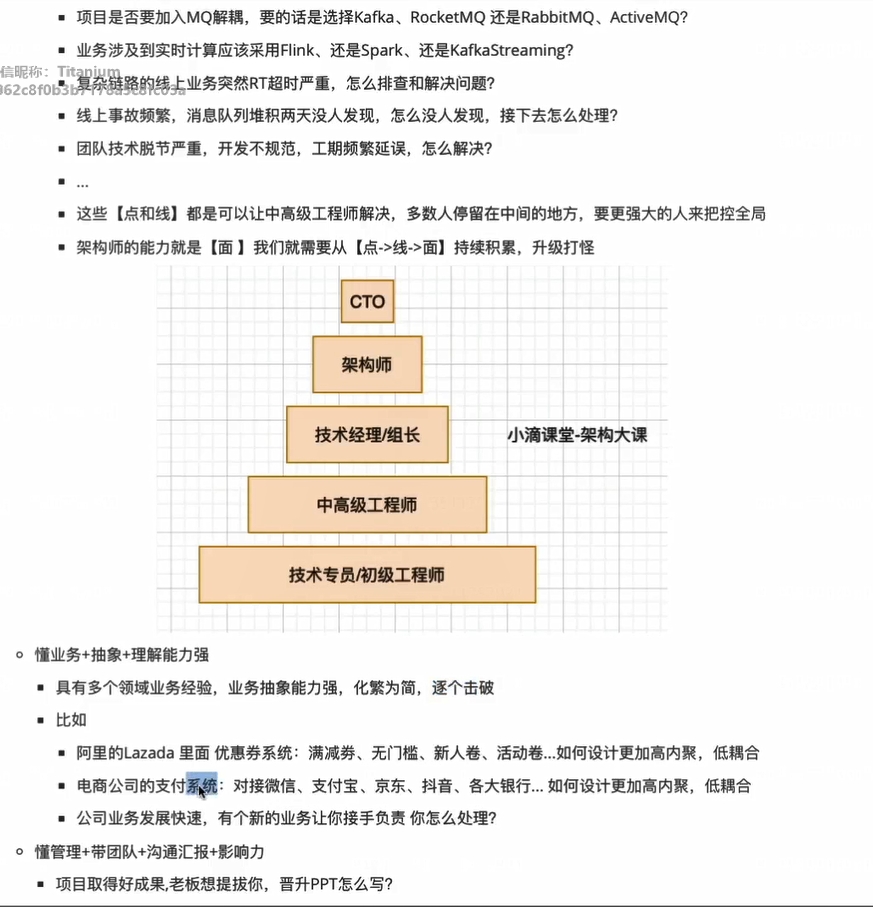 项目是否要加入MQ解耦，要的话是选择Kafka、RocketMQ 还是RabbitMQ、ActiveMQ?
业务涉及到实时计算应该采用Flink、还是Spark、还是KafkaStreaming?
信昵称：Titanium
复杂链路的线上业务突然RT超时严重，怎么排查和解决问题?
线上事故频繁，消息队列堆积两天没人发现，怎么没人发现，接下去怎么处理?
团队技术脱节严重，开发不规范，工期频繁延误，怎么解决?
...
这些【点和线】都是可以让中高级工程师解决，多数人停留在中间的地方，要更强大的人来把控全局
架构师的能力就是【面 】我们就需要从【点->线->面】持续积累，升级打怪
CTO
架构师
技术经理/组长
小滴课堂-架构大课
中高级工程师
技术专员/初级工程师
懂业务+抽象+理解能力强
具有多个领域业务经验，业务抽象能力强，化繁为简，逐个击破
比如
阿里的Lazada 里面 优惠券系统：满减劵、无门槛、新人卷、活动卷...如何设计更加高内聚，低耦合
电商公司的支付系统：对接微信、支付宝、京东、抖音、各大银行... 如何设计更加高内聚，低耦合
公司业务发展快速，有个新的业务让你接手负责 你怎么处理?
懂管理+带团队+沟通汇报+影响力
项目取得好成果,老板想提拔你，晋升PPT怎么写?